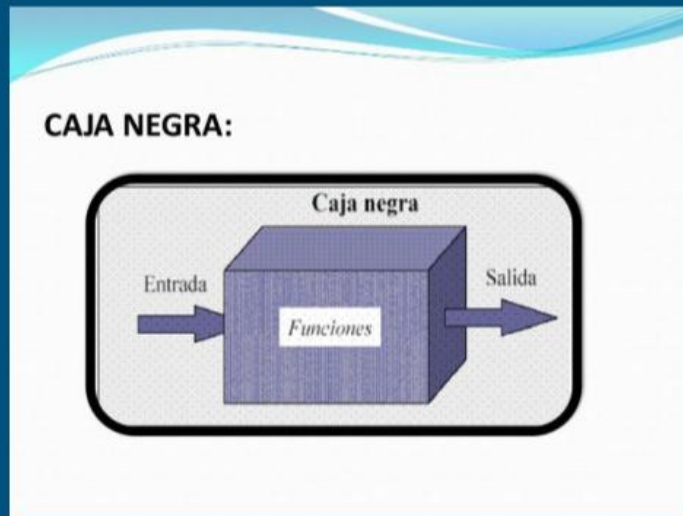 CAJA NEGRA:
Caja negra
Entrada
Salida
Funciones